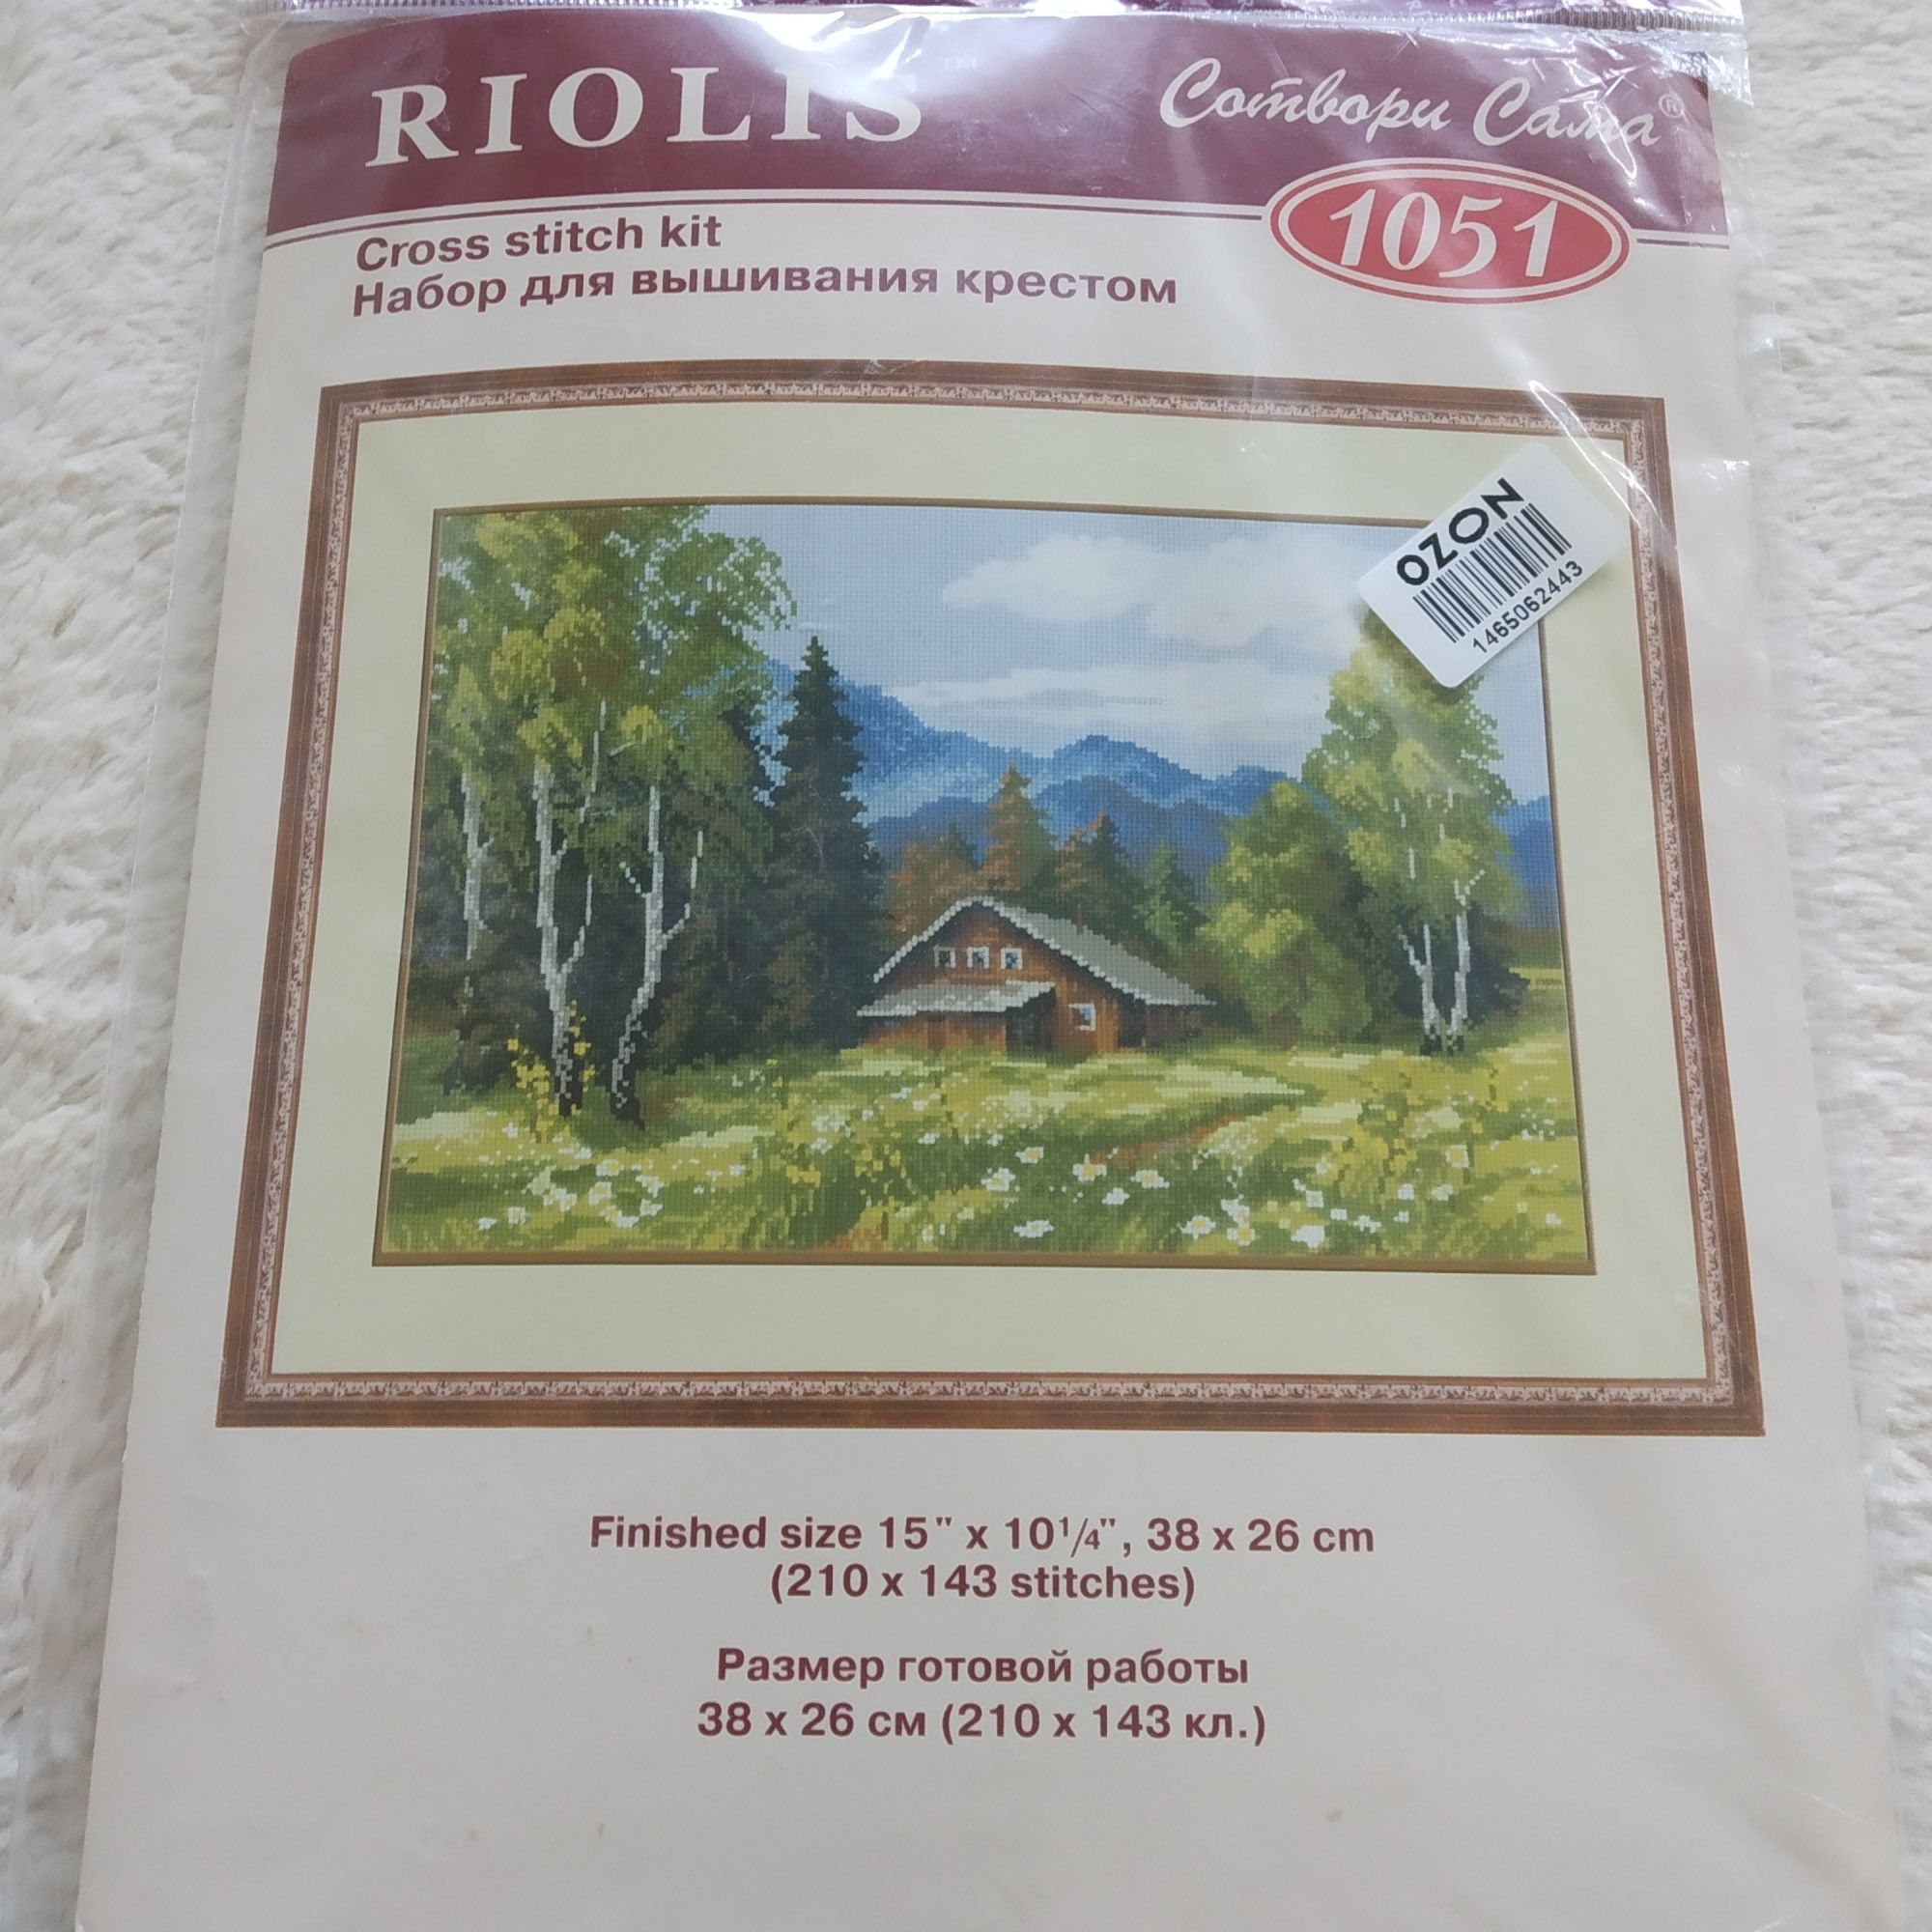 RIOLIS
Сотвори Сама®
1051
Cross stitch kit
Набор для вышивания крестом
OZON
1465062443
Finished size 15" x 10¹/₄", 38 x 26 cm
(210 x 143 stitches)
Размер готовой работы
38 x 26 см (210 x 143 кл.)